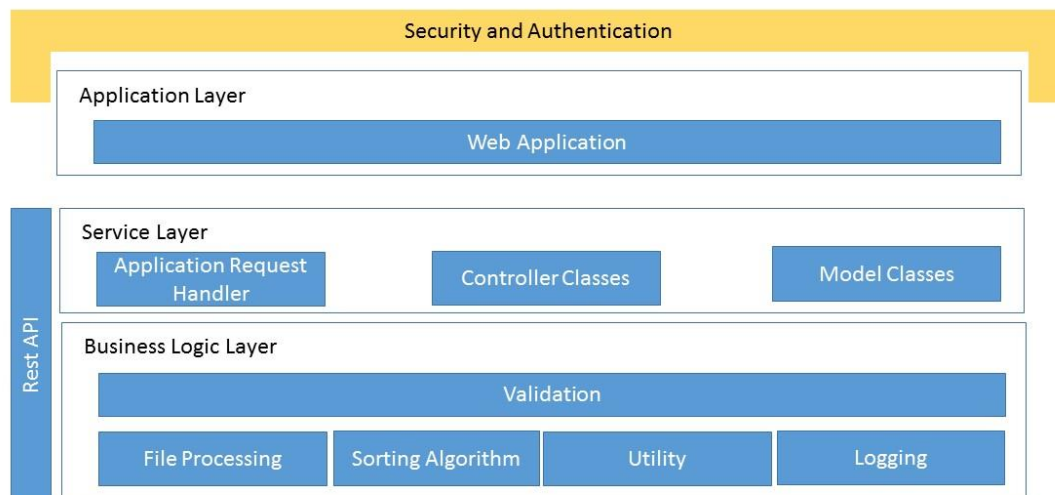 Security and Authentication
Application Layer
Web Application
Service Layer
Application Request
Handler
Controller Classes
Model Classes
Rest API
Business Logic Layer
Validation
File Processing
Sorting Algorithm
Utility
Logging